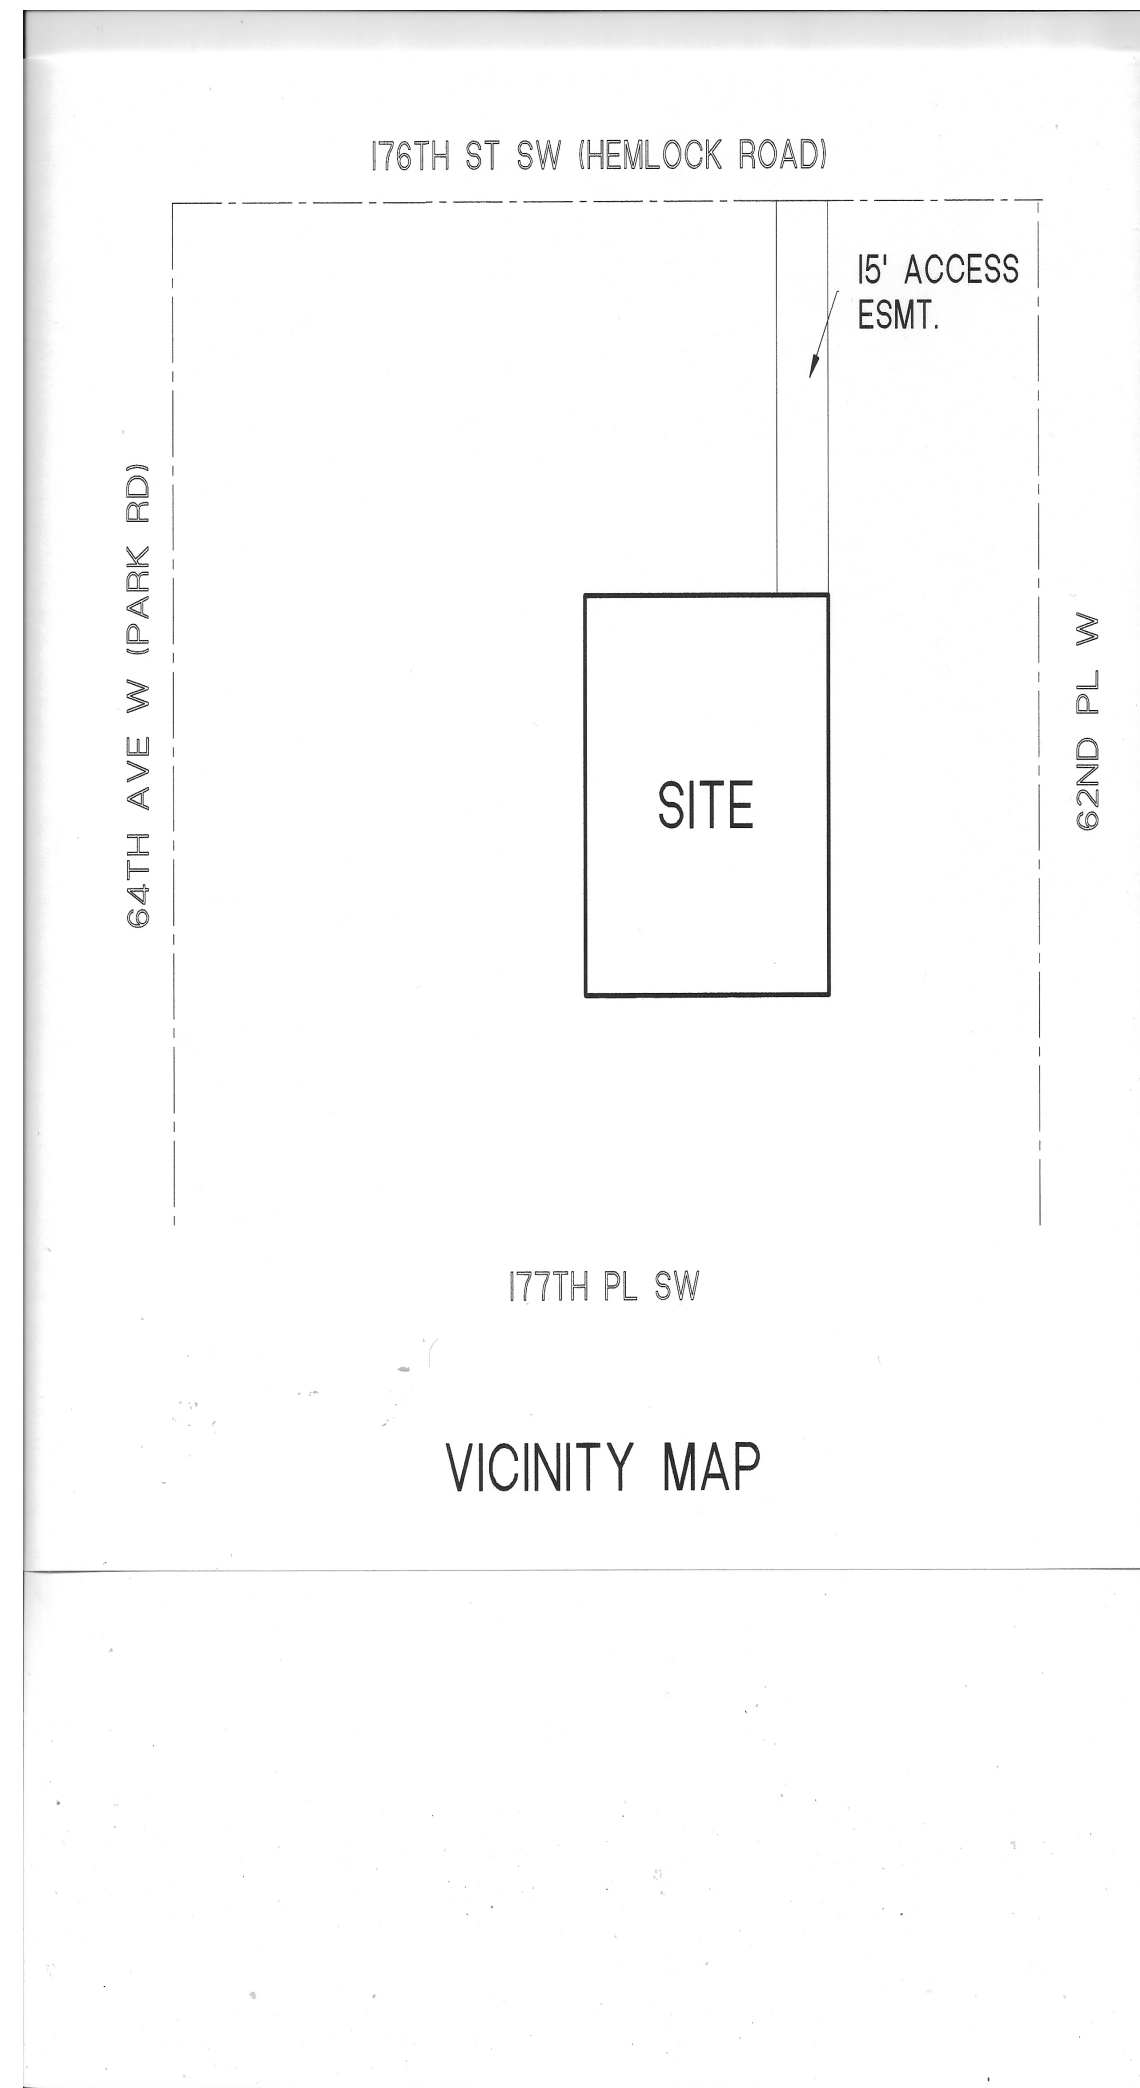 176TH ST SW (HEMLOCK ROAD)
15' ACCESS
ESMT.
64TH AVE W (PARK RD)
62ND PL W
SITE
177TH PL SW
VICINITY MAP